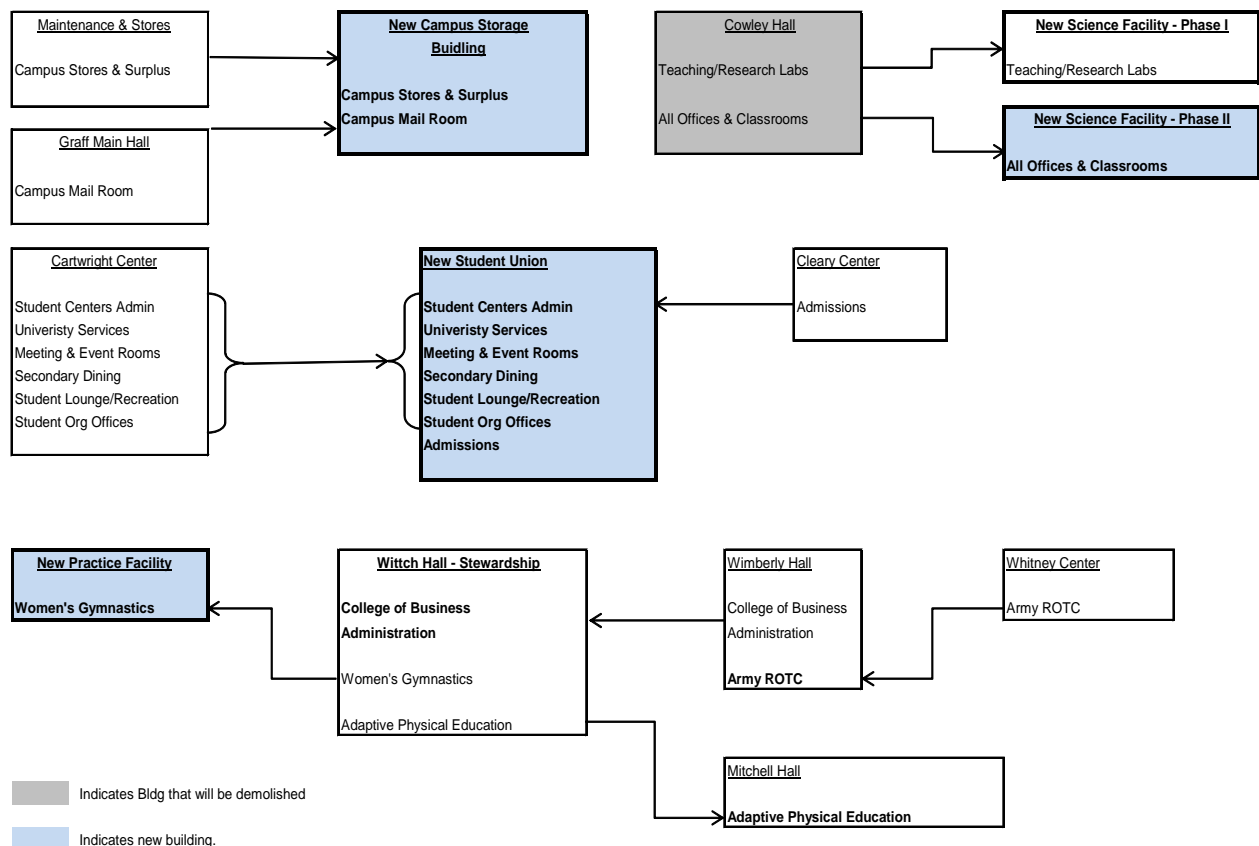 Maintenance & Stores
Campus Stores & Surplus
Graff Main Hall
Campus Mail Room
New Campus Storage
Buidling
Campus Stores & Surplus
Campus Mail Room
Cowley Hall
Teaching/Research Labs
All Offices & Classrooms
New Science Facility - Phase I
Teaching/Research Labs
New Science Facility - Phase II
All Offices & Classrooms
Cartwright Center
Student Centers Admin
Univeristy Services
Meeting & Event Rooms
Secondary Dining
Student Lounge/Recreation
Student Org Offices
New Student Union
Student Centers Admin
Univeristy Services
Meeting & Event Rooms
Secondary Dining
Student Lounge/Recreation
Student Org Offices
Admissions
Cleary Center
Admissions
New Practice Facility
Women's Gymnastics
Wittch Hall - Stewardship
College of Business
Administration
Women's Gymnastics
Adaptive Physical Education
Wimberly Hall
College of Business
Administration
Army ROTC
Whitney Center
Army ROTC
Mitchell Hall
Adaptive Physical Education
Indicates Bldg that will be demolished
Indicates new building.